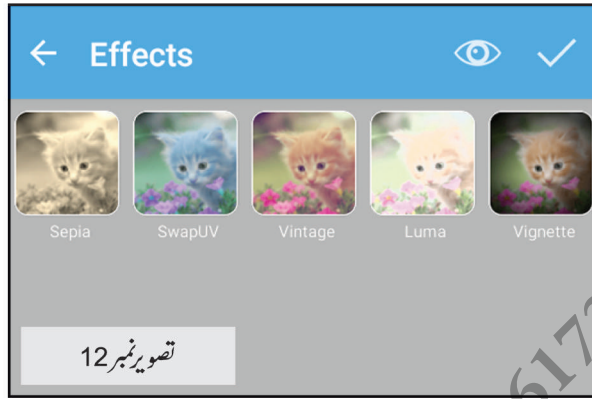 Effects
Sepia SwapUV Vintage Luma Vignette
تصویر نمبر 12